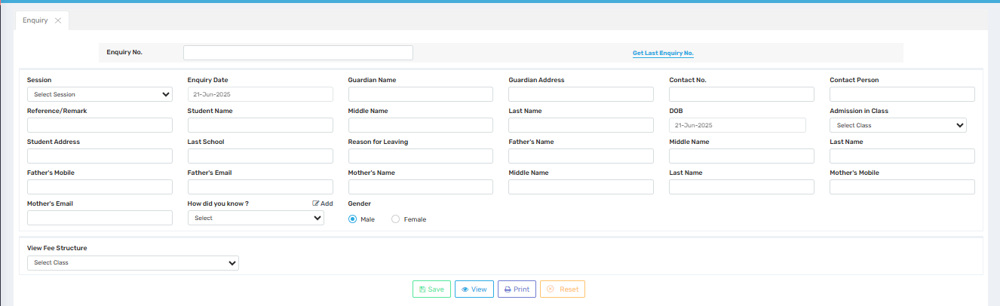 Enquiry
Enquiry No. Get Last Enquiry No.
Session Enquiry Date Guardian Name Guardian Address Contact No. Contact Person
Select Session 21-Jun-2025
Reference/Remark Student Name Middle Name Last Name DOB Admission in Class
21-Jun-2025 Select Class
Student Address Last School Reason for Leaving Father's Name Middle Name Last Name
Father's Mobile Father's Email Mother's Name Middle Name Last Name Mother's Mobile
Mother's Email How did you know ? Add Gender
Select Male Female
View Fee Structure
Select Class
Save View Print Reset